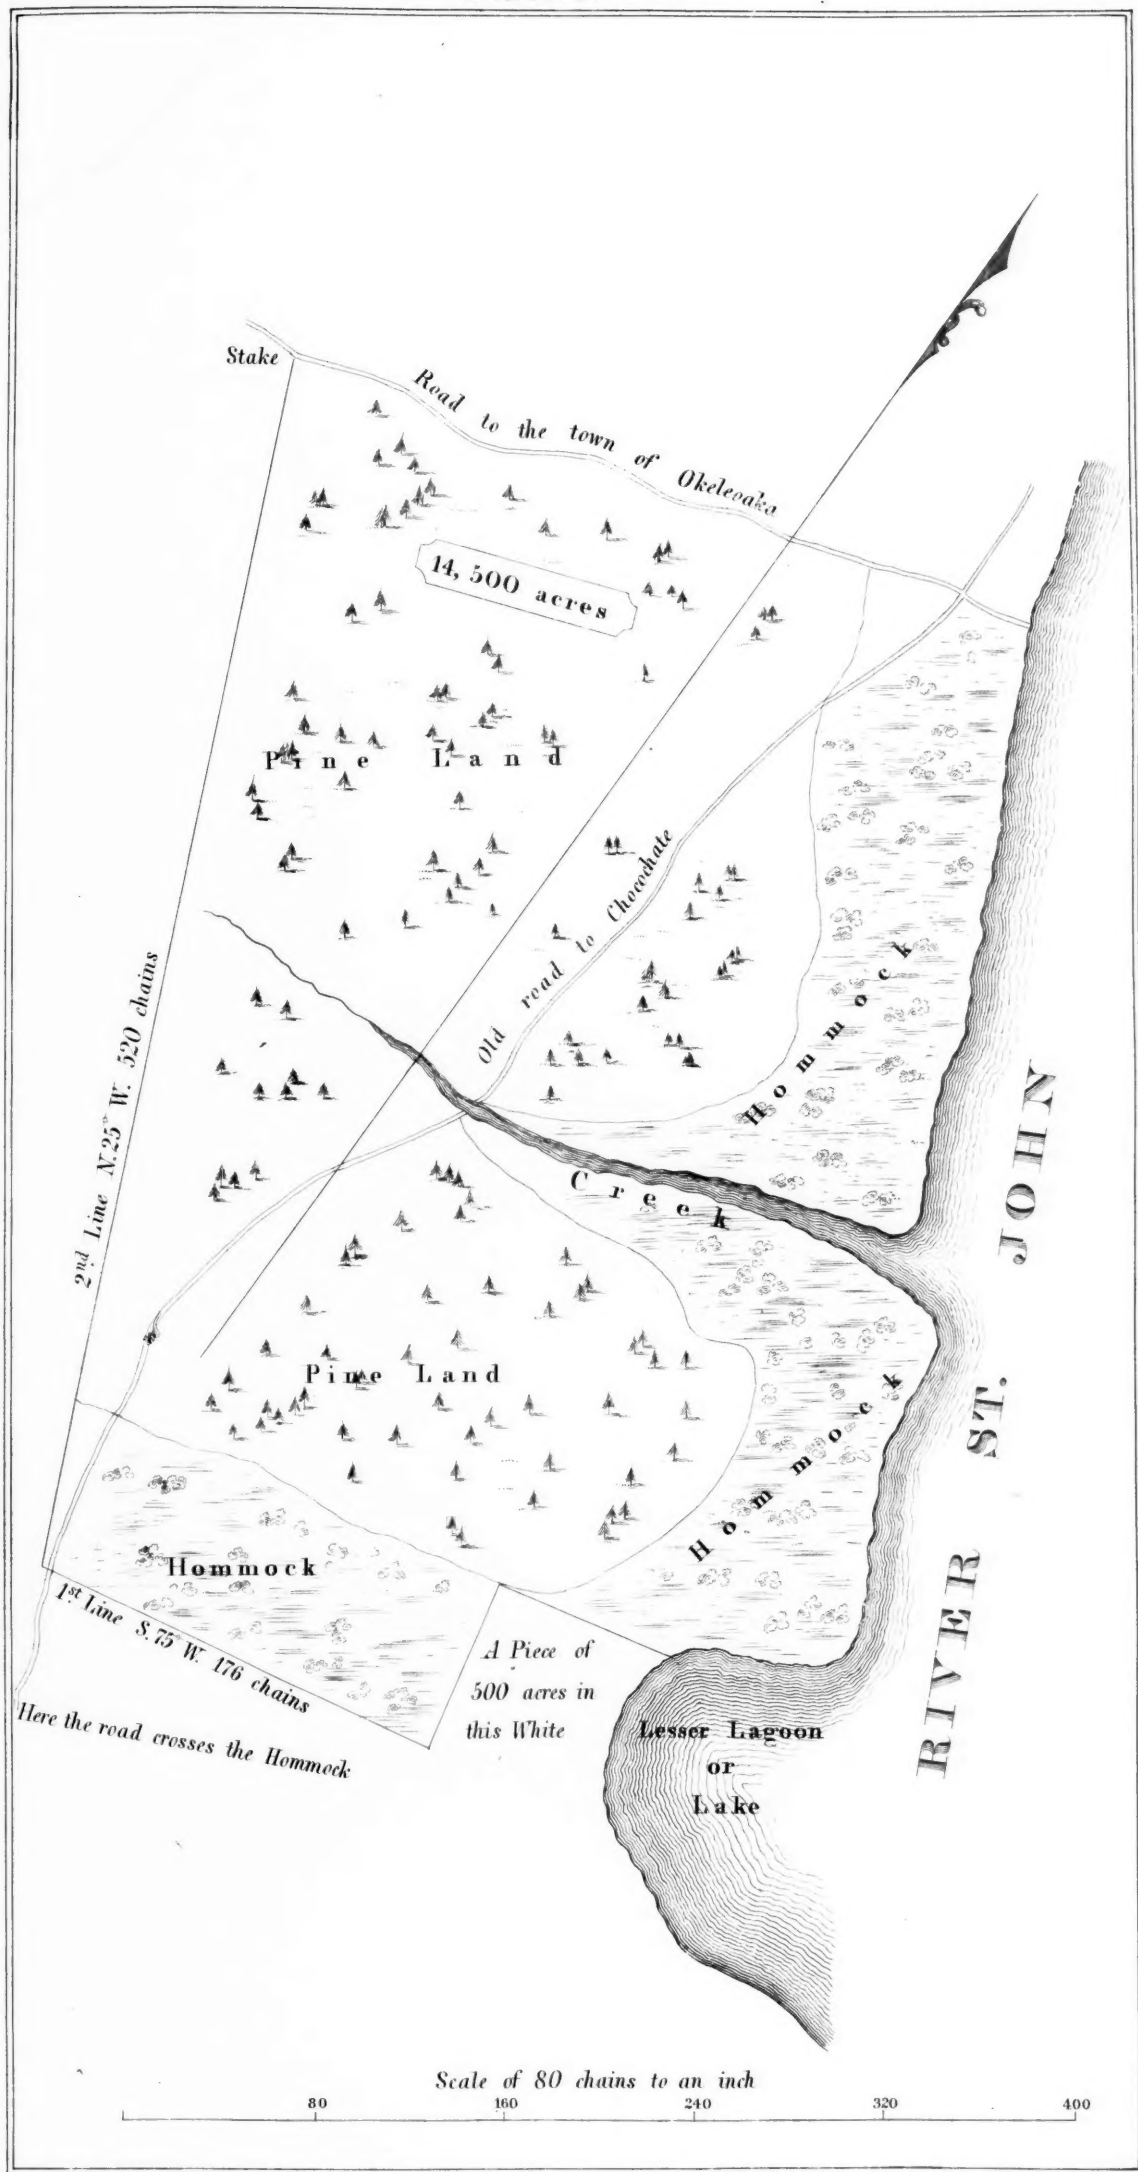 Stake
Road to the town of Okeleoaka
14,500 acres
Pine Land
Old road to Chocochate
Hommock
2nd Line N.25° W. 520 chains
Creek
RIVER ST. JOHN
Pine Land
Hommock
Hommock
1st Line S.75° W. 176 chains
A Piece of
500 acres in
this White
Here the road crosses the Hommock
Lesser Lagoon
or
Lake
Scale of 80 chains to an inch
80 160 240 320 400